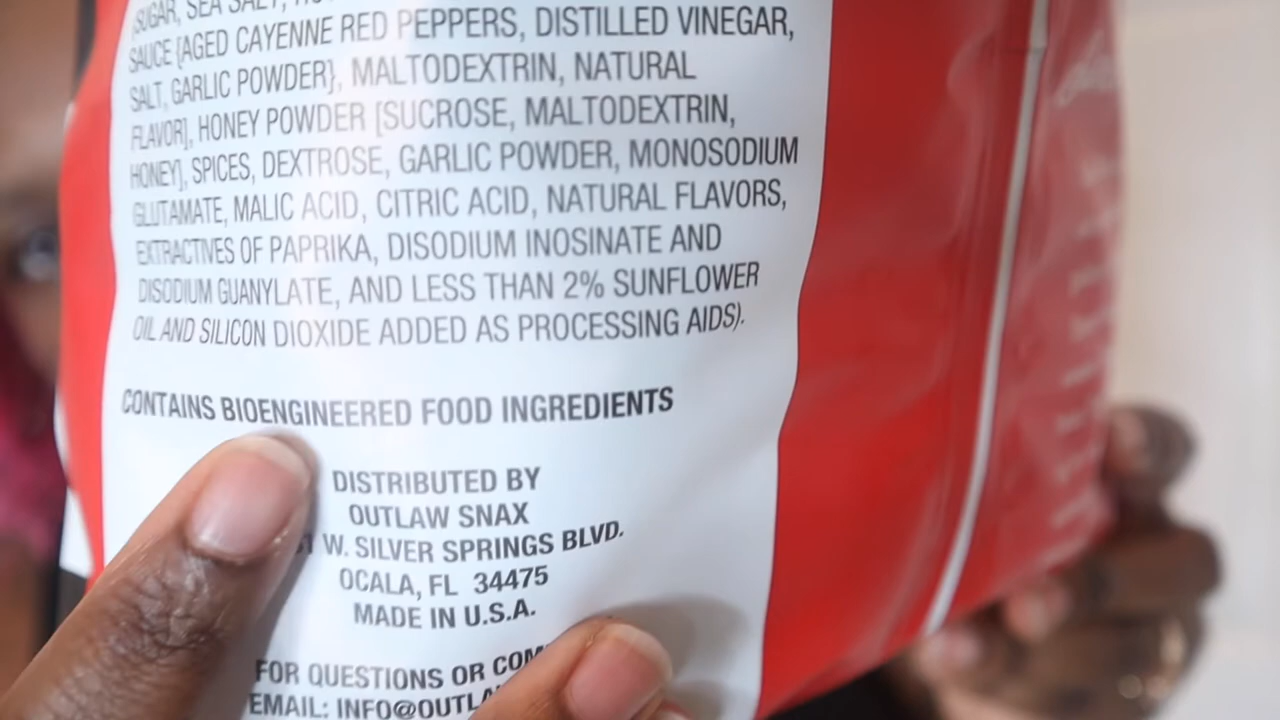 (SUGAR, SEA SALT,
SAUCE {AGED CAYENNE RED PEPPERS, DISTILLED VINEGAR,
SALT, GARLIC POWDER}, MALTODEXTRIN, NATURAL
FLAVOR], HONEY POWDER [SUCROSE, MALTODEXTRIN,
HONEY], SPICES, DEXTROSE, GARLIC POWDER, MONOSODIUM
GLUTAMATE, MALIC ACID, CITRIC ACID, NATURAL FLAVORS,
EXTRACTIVES OF PAPRIKA, DISODIUM INOSINATE AND
DISODIUM GUANYLATE, AND LESS THAN 2% SUNFLOWER
OIL AND SILICON DIOXIDE ADDED AS PROCESSING AIDS).
CONTAINS BIOENGINEERED FOOD INGREDIENTS
DISTRIBUTED BY
OUTLAW SNAX
W. SILVER SPRINGS BLVD.
OCALA, FL 34475
MADE IN U.S.A.
FOR QUESTIONS OR
EMAIL: